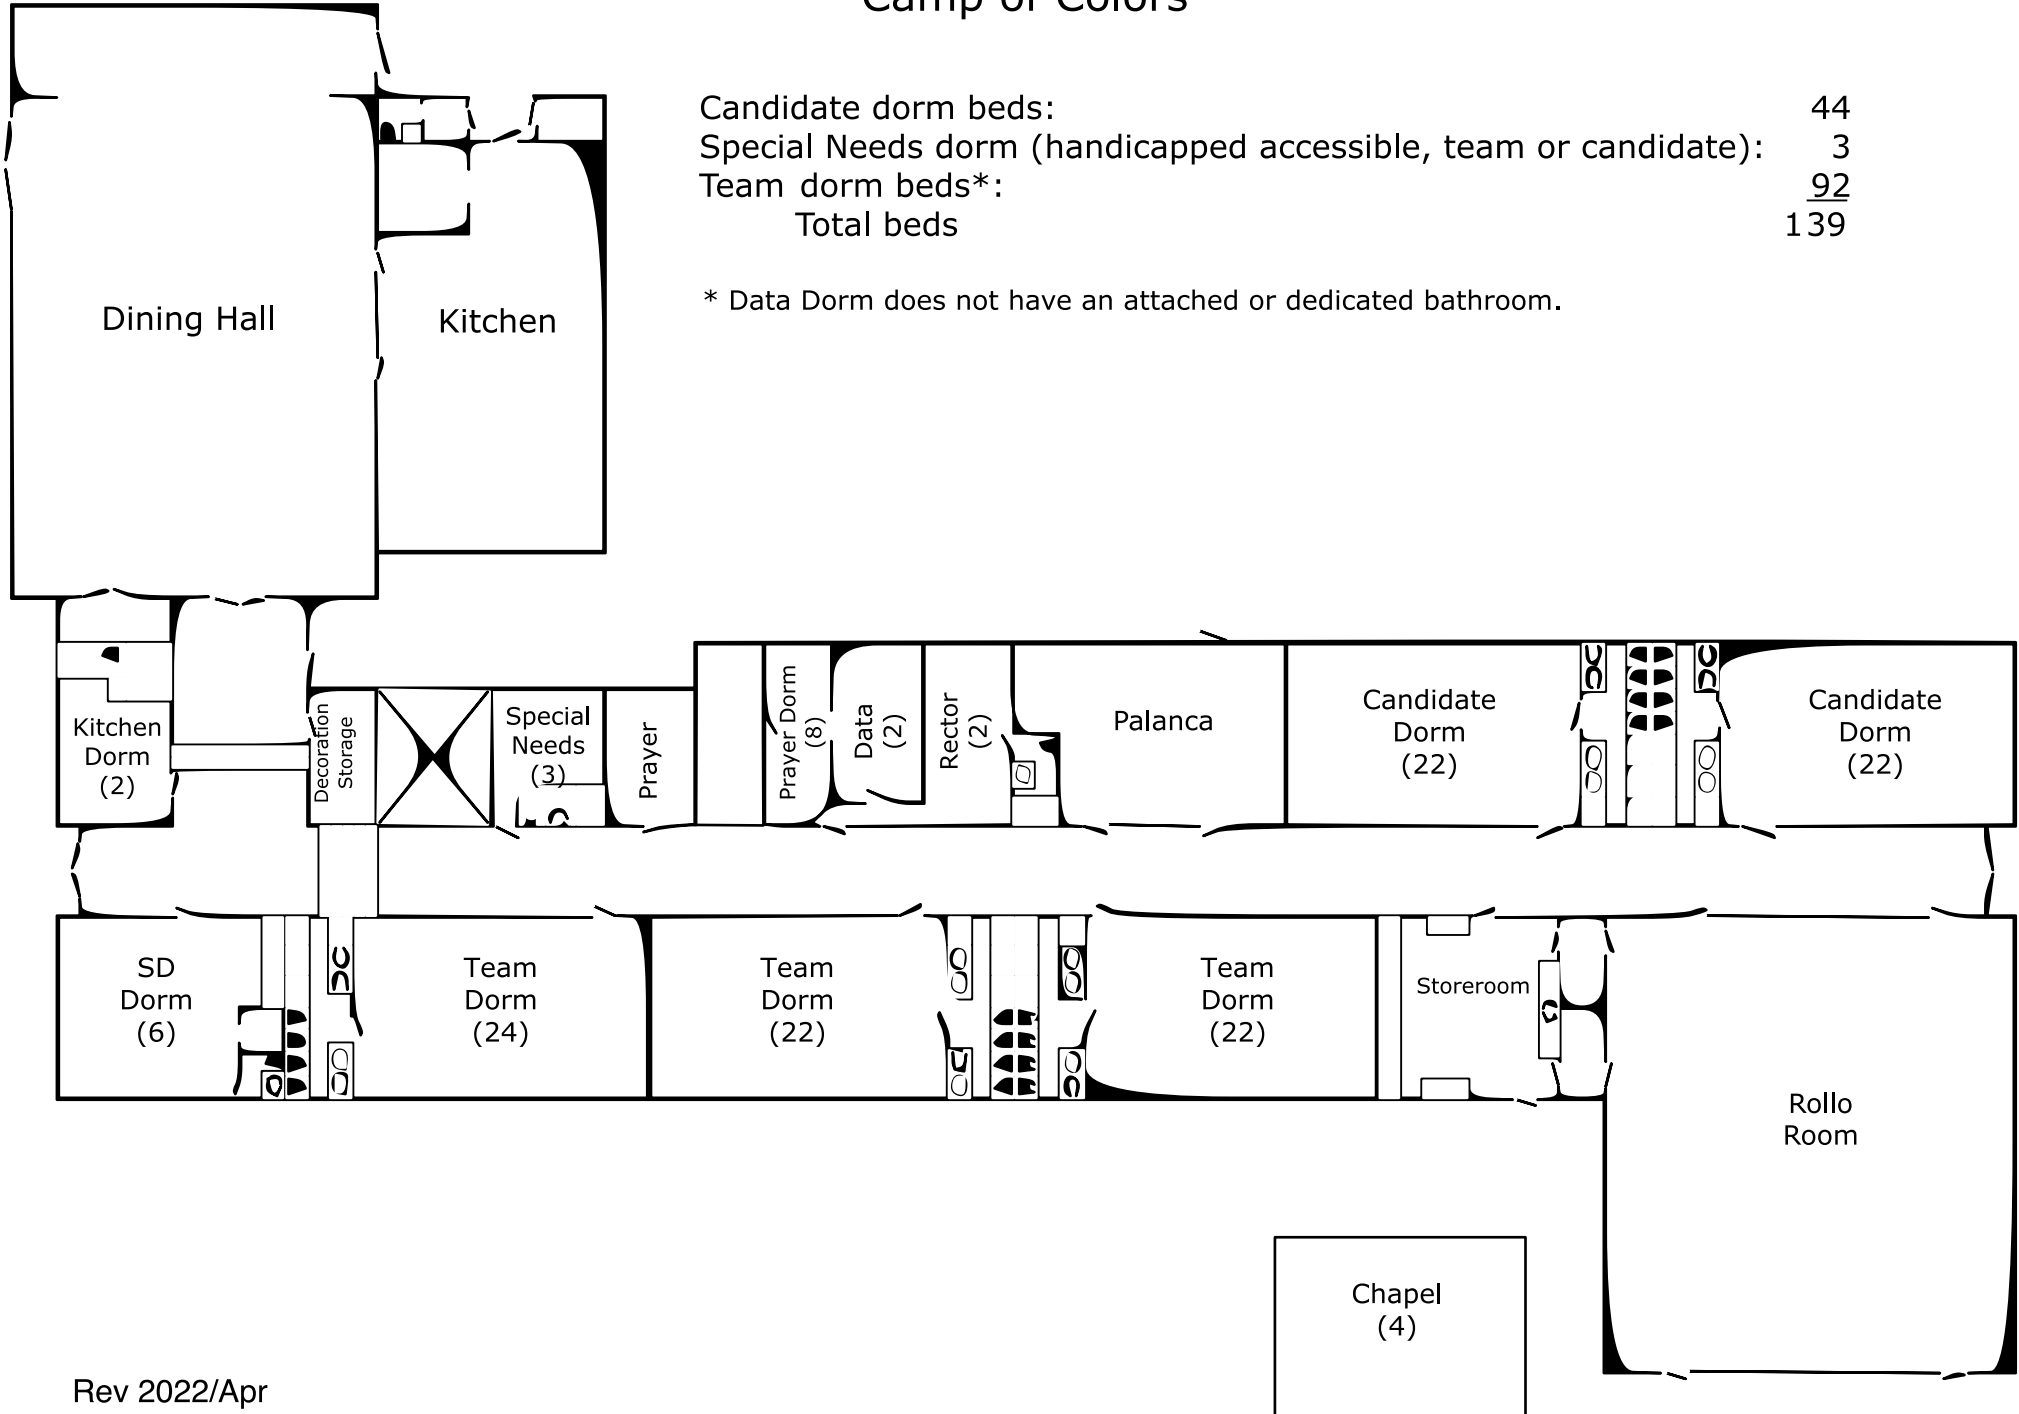 Camp of Colors
Candidate dorm beds: 44
Special Needs dorm (handicapped accessible, team or candidate): 3
Team dorm beds*: 92
Total beds 139
* Data Dorm does not have an attached or dedicated bathroom.
Dining Hall
Kitchen
Kitchen
Dorm
(2)
Decoration
Storage
Special
Needs
(3)
Prayer
Prayer Dorm
(8)
Data
(2)
Rector
(2)
Palanca
Candidate
Dorm
(22)
Candidate
Dorm
(22)
SD
Dorm
(6)
Team
Dorm
(24)
Team
Dorm
(22)
Team
Dorm
(22)
Storeroom
Rollo
Room
Chapel
(4)
Rev 2022/Apr